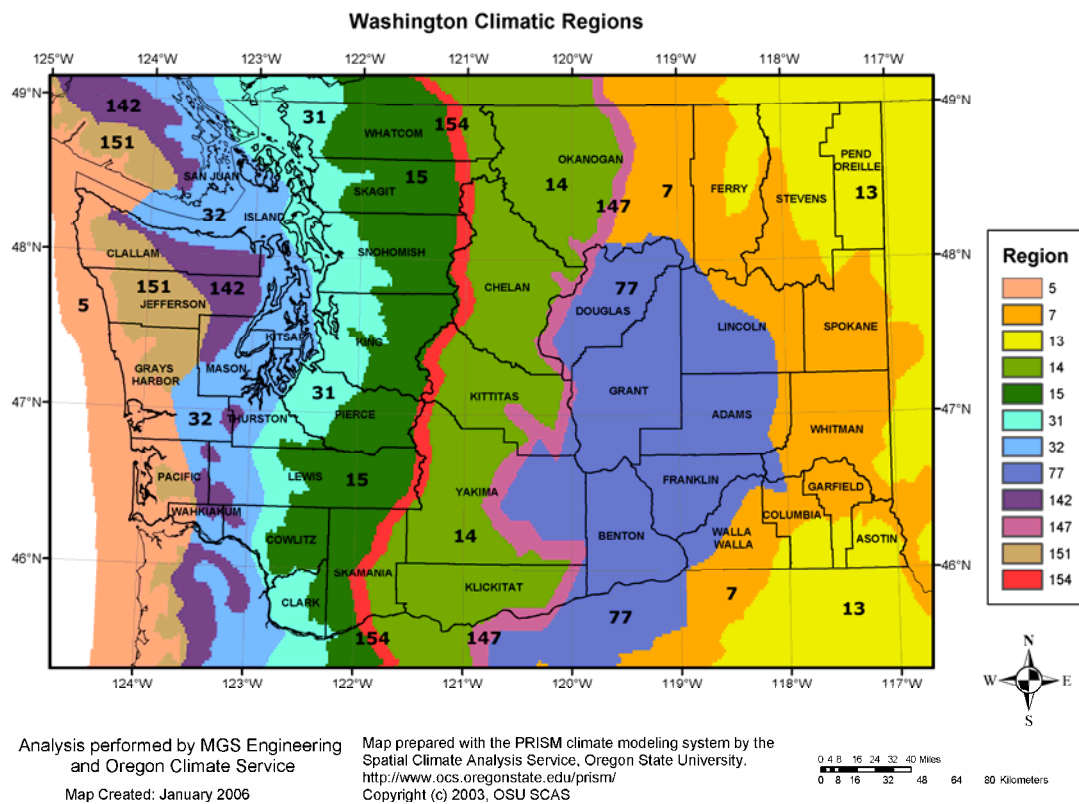 Washington Climatic Regions
125°W 124°W 123°W 122°W 121°W 120°W 119°W 118°W 117°W
49°N 49°N
48°N 48°N
47°N 47°N
46°N 46°N
142
151
31
154
WHATCOM
OKANOGAN
PEND
OREILLE
SAN JUAN
SKAGIT
15
14
7
FERRY
STEVENS
13
32
ISLAND
147
CLALLAM
SNOHOMISH
151
142
JEFFERSON
CHELAN
77
DOUGLAS
5
LINCOLN
SPOKANE
KITSAP
KING
GRAYS
HARBOR
MASON
31
KITTITAS
GRANT
32
THURSTON
PIERCE
ADAMS
WHITMAN
PACIFIC
LEWIS
15
YAKIMA
FRANKLIN
GARFIELD
WAHKIAKUM
COLUMBIA
COWLITZ
14
BENTON
WALLA
WALLA
ASOTIN
SKAMANIA
KLICKITAT
CLARK
154
147
77
7
13
124°W 123°W 122°W 121°W 120°W 119°W 118°W 117°W
Region
5
7
13
14
15
31
32
77
142
147
151
154
N
W E
S
Analysis performed by MGS Engineering
and Oregon Climate Service
Map Created: January 2006
Map prepared with the PRISM climate modeling system by the
Spatial Climate Analysis Service, Oregon State University.
http://www.ocs.oregonstate.edu/prism/
Copyright (c) 2003, OSU SCAS
0 4 8 16 24 32 40 Miles
0 4 8 16 32 48 64 80 Kilometers